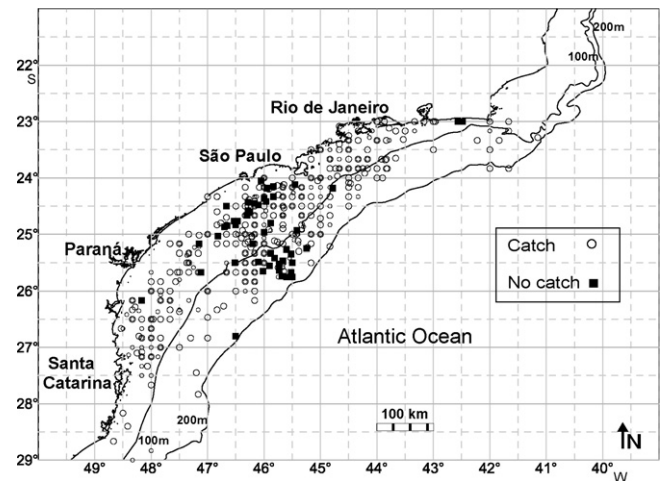 200m
100m
22°
S
Rio de Janeiro
23°
São Paulo
24°
25°
Paraná
Catch
No catch
26°
Atlantic Ocean
27°
Santa
Catarina
28°
200m
100m
100 km
N
29°
49° 48° 47° 46° 45° 44° 43° 42° 41° 40° W